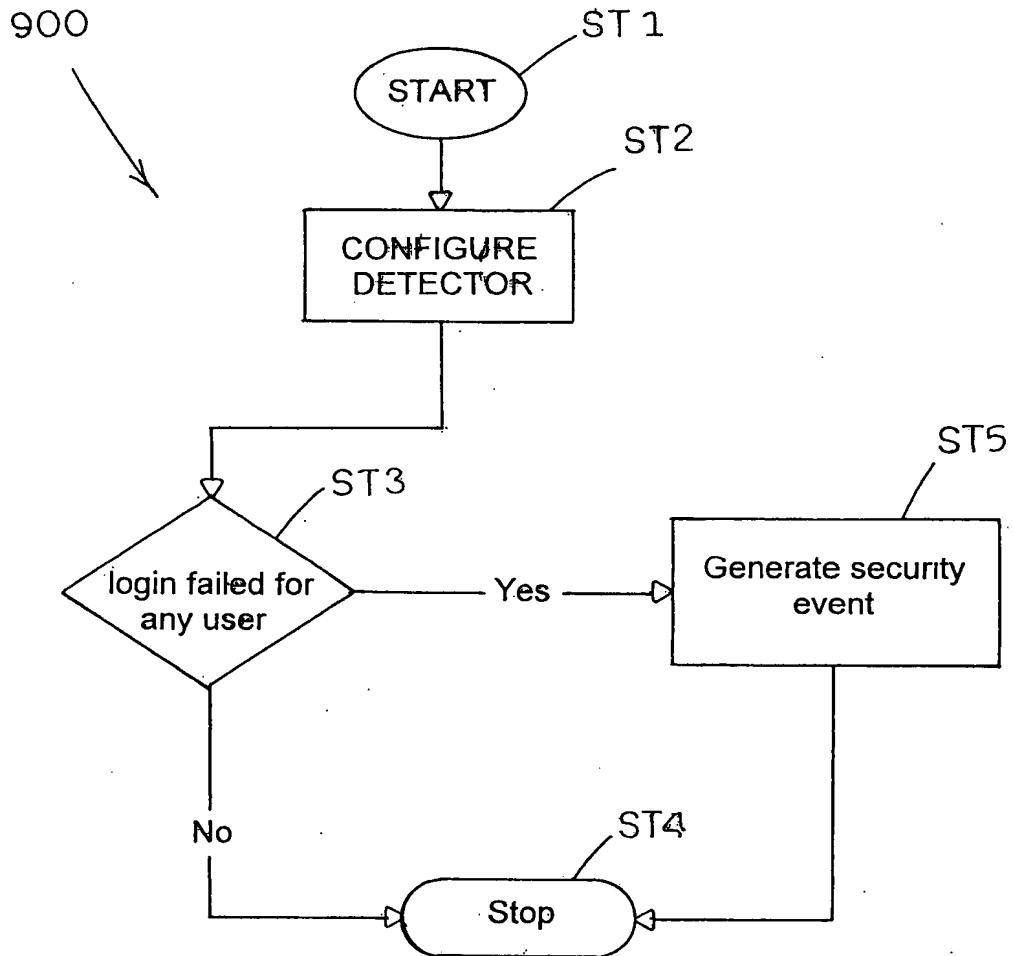 900
ST1
START
ST2
CONFIGURE
DETECTOR
ST3
login failed for
any user
Yes
ST5
Generate security
event
No
ST4
Stop